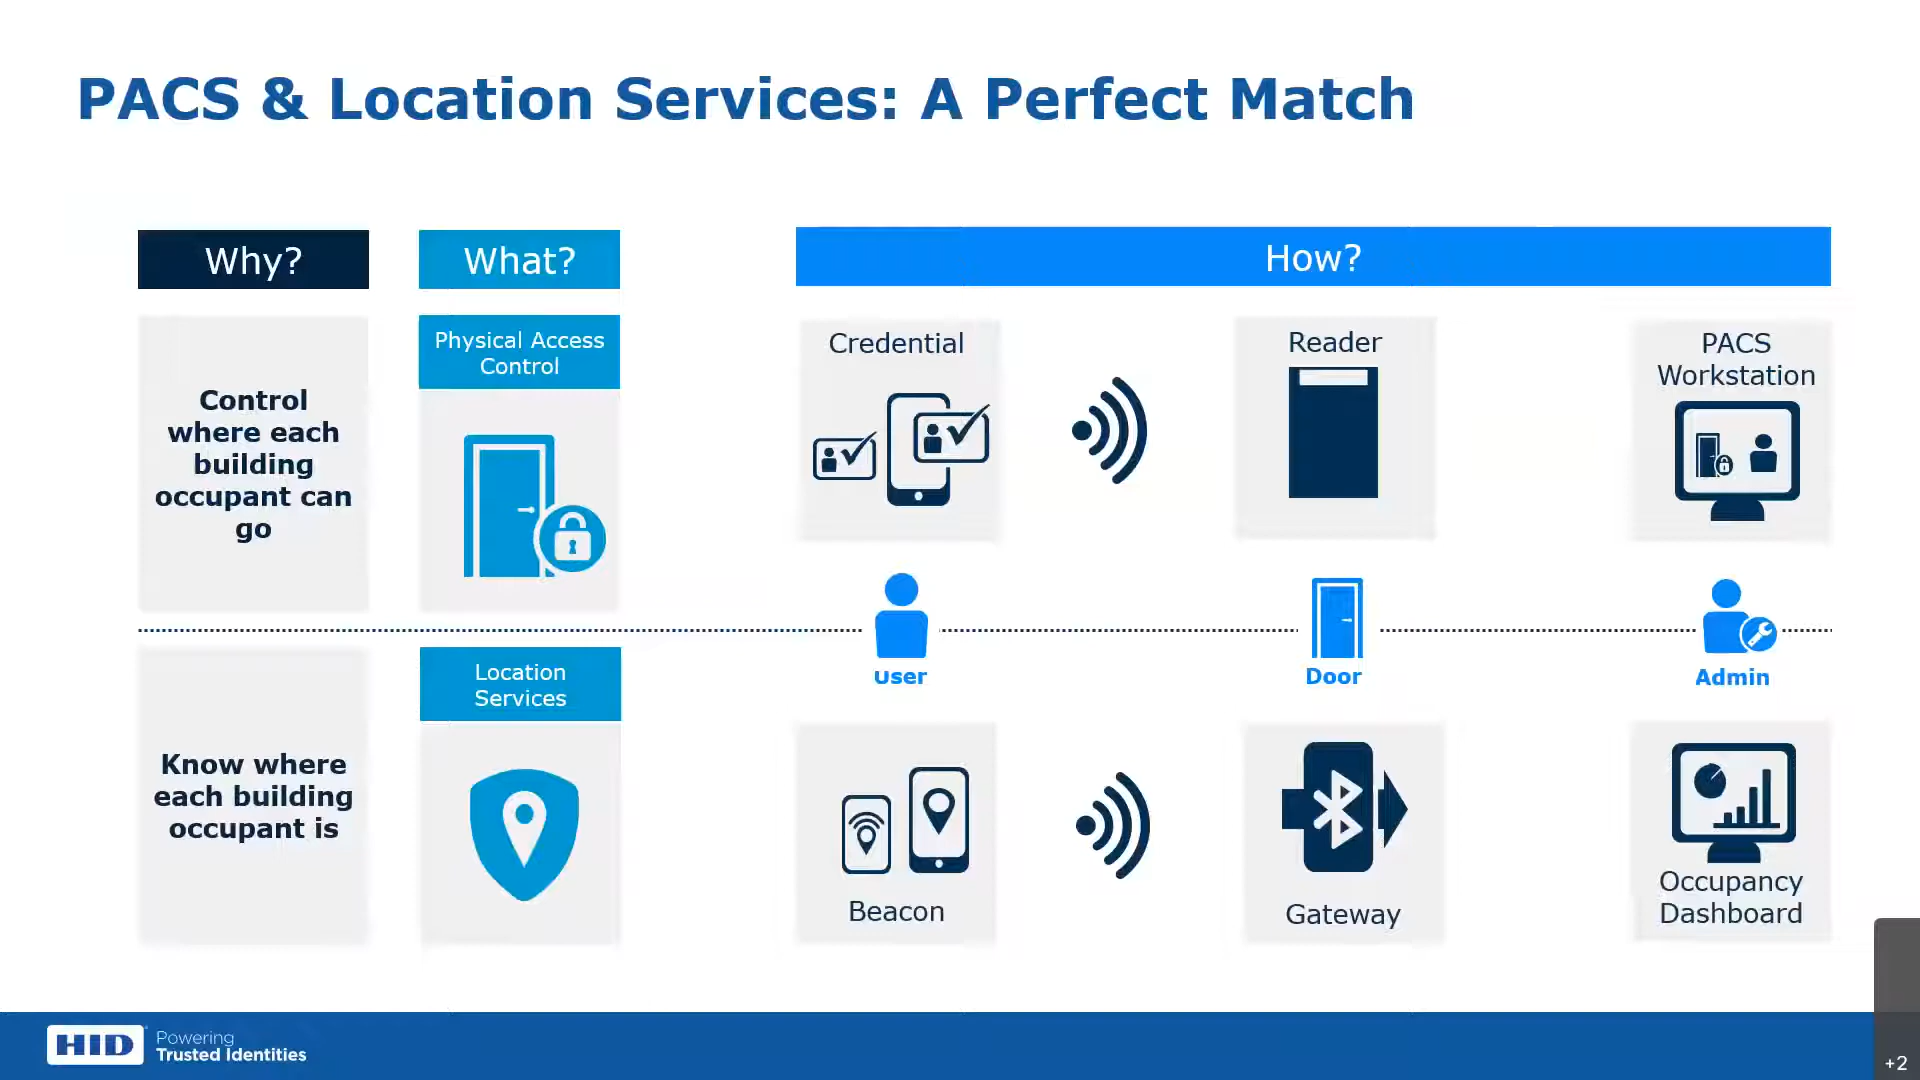 PACS & Location Services: A Perfect Match
Why?
What?
How?
Control
where each
building
occupant can
go
Physical Access
Control
Credential
Reader
PACS
Workstation
User
Door
Admin
Know where
each building
occupant is
Location
Services
Beacon
Gateway
Occupancy
Dashboard
HID
Powering
Trusted Identities
+2